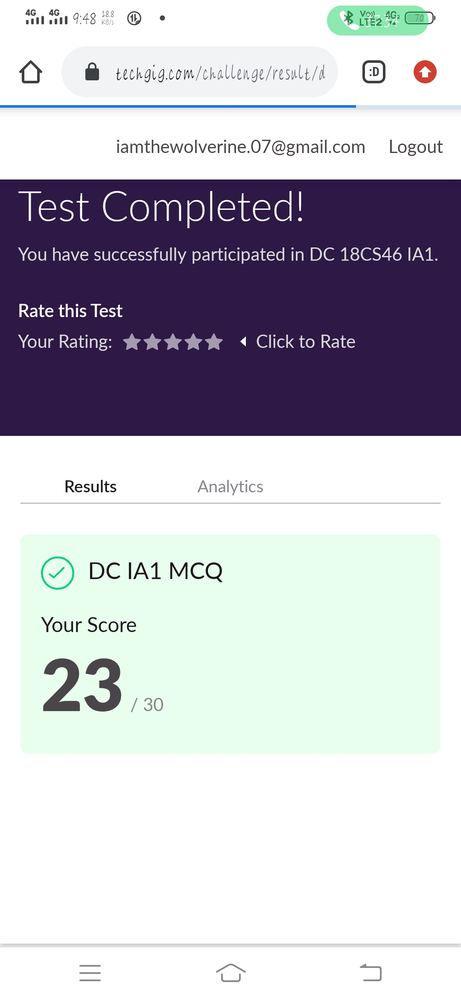 4G 4G 9:48 18.8 KB/s Vo)) LTE2 4G2 37:34 70
techgig.com/challenge/result/d
:D
iamthewolverine.07@gmail.com Logout
Test Completed!
You have successfully participated in DC 18CS46 IA1.
Rate this Test
Your Rating: Click to Rate
Results Analytics
DC IA1 MCQ
Your Score
23 / 30